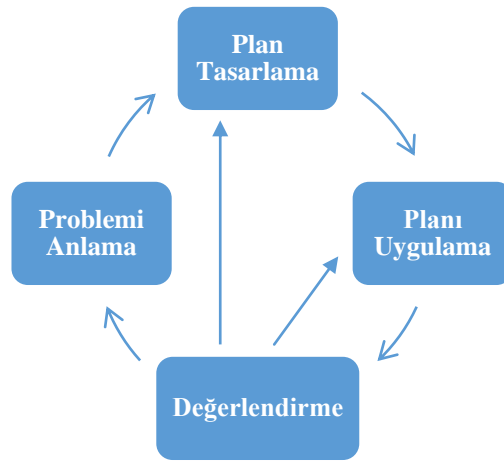 Plan
Tasarlama
Problemi
Anlama
Planı
Uygulama
Değerlendirme